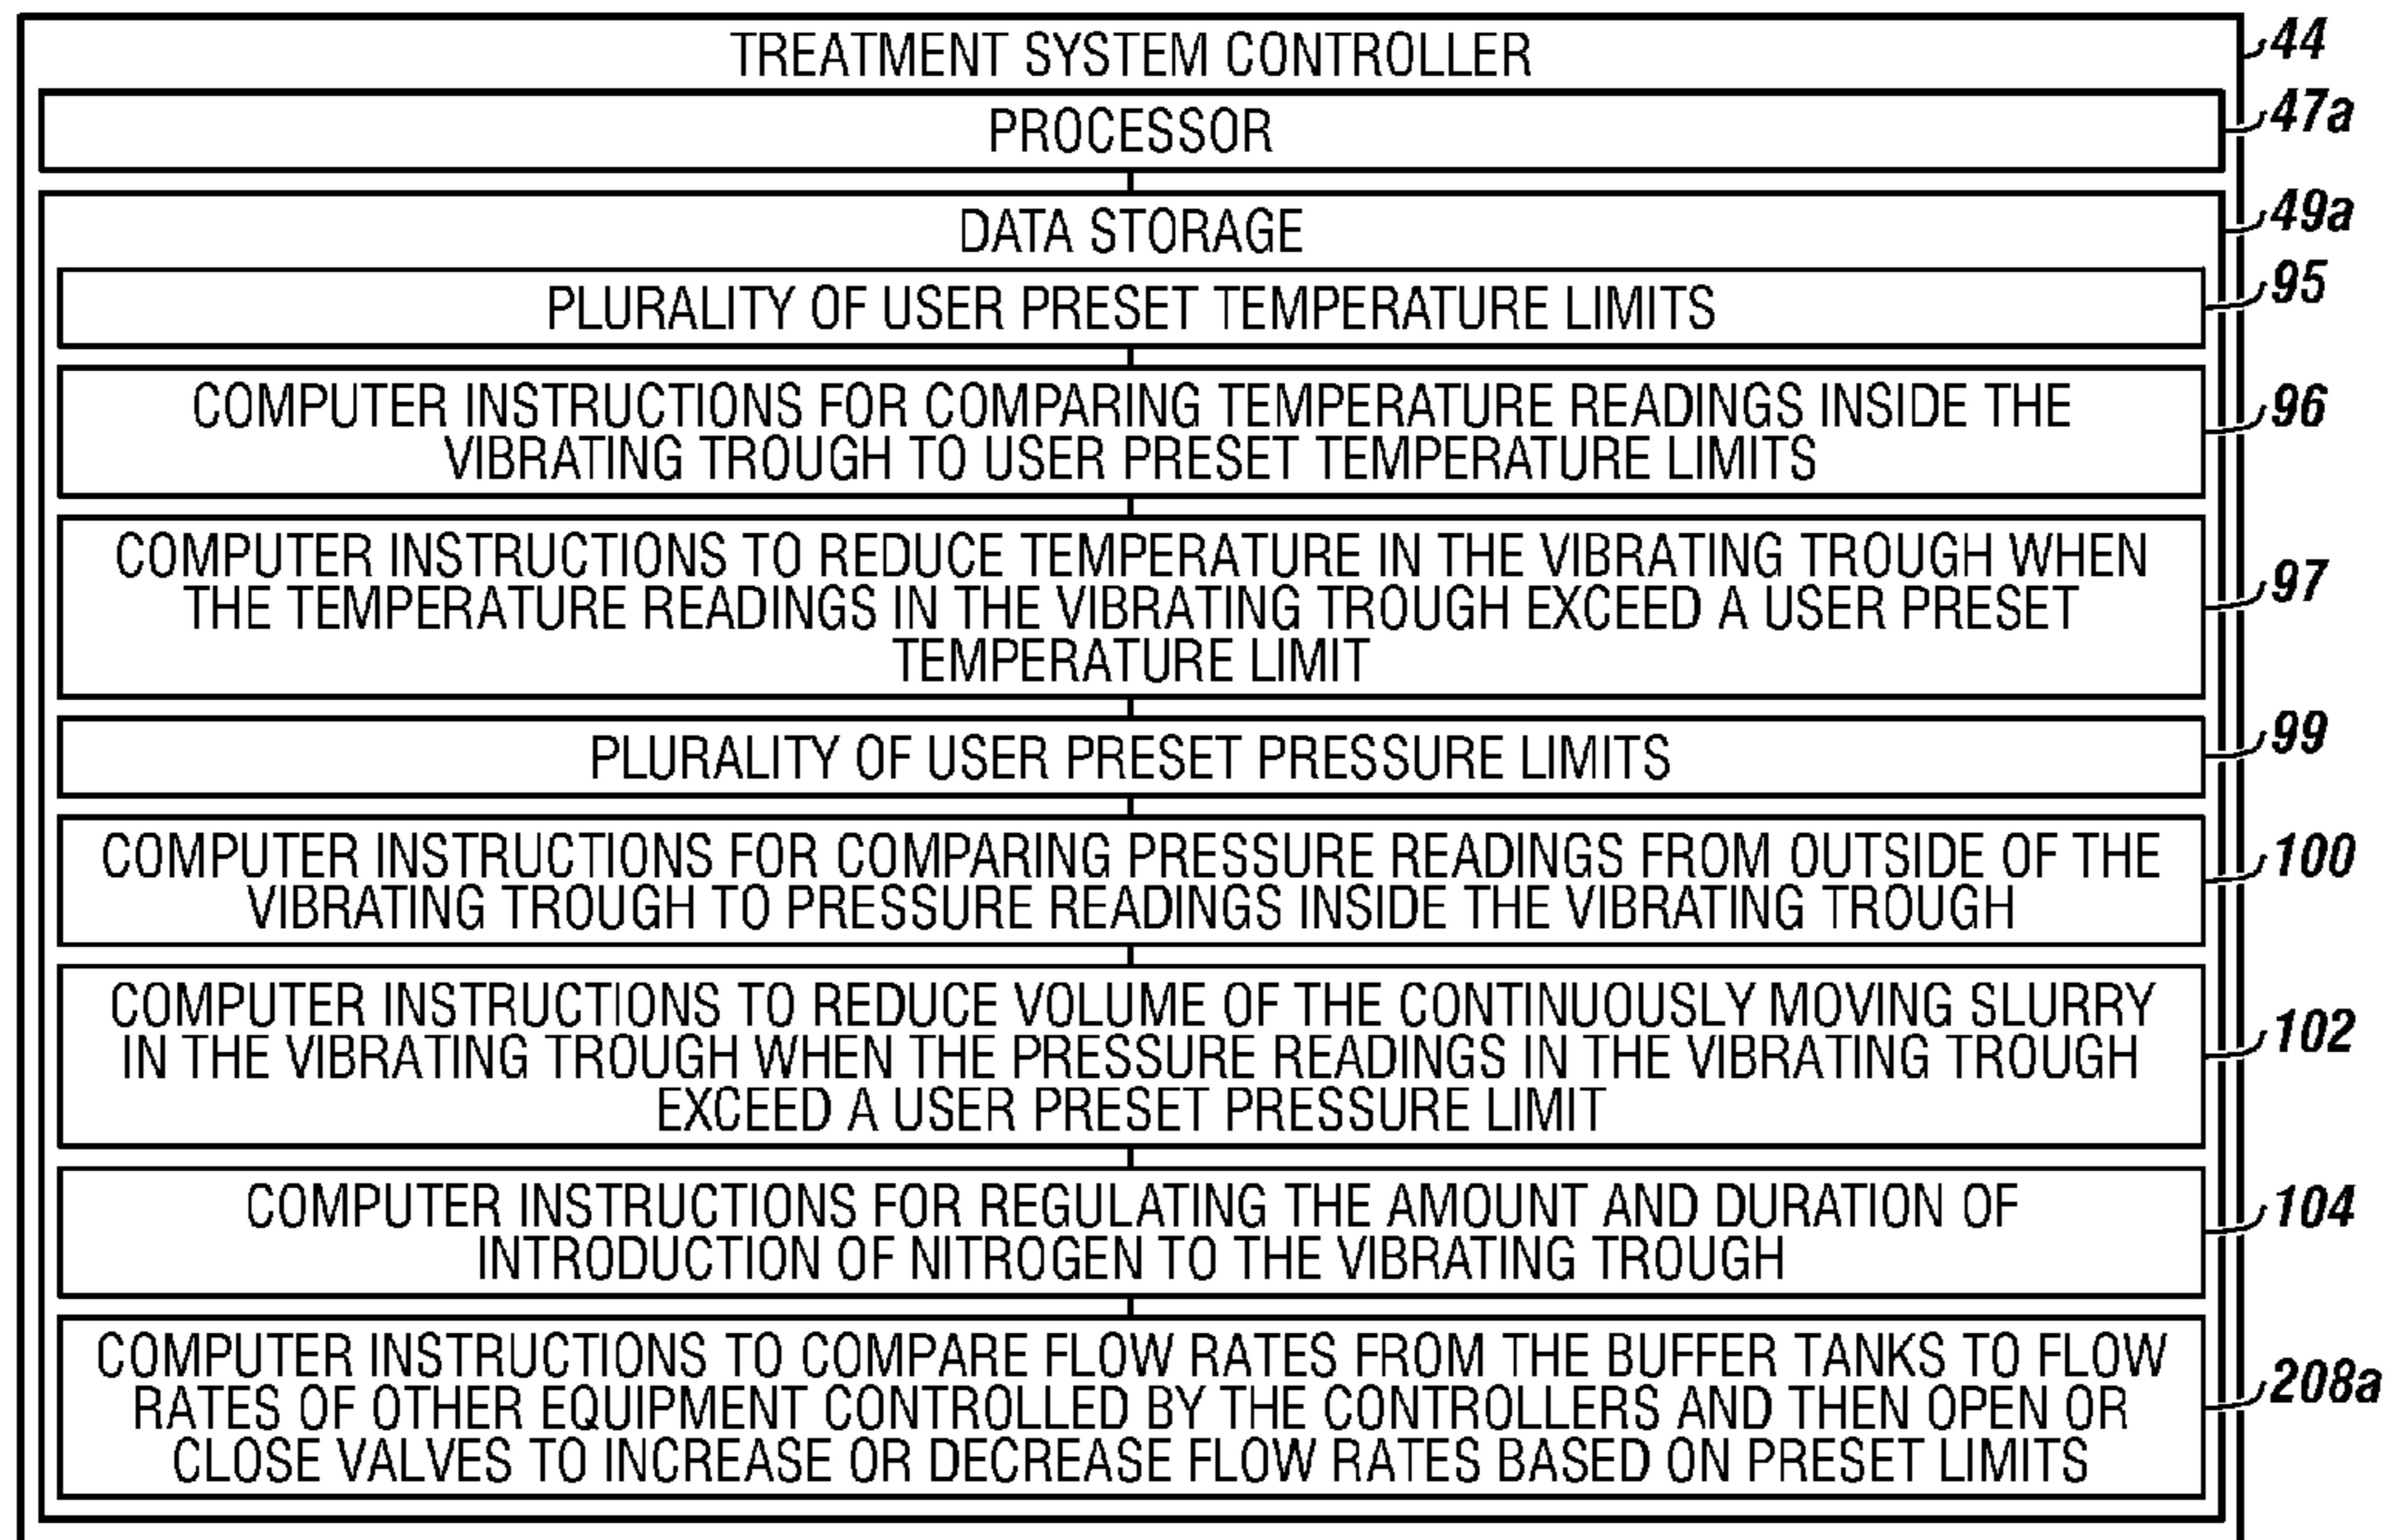 TREATMENT SYSTEM CONTROLLER
44
PROCESSOR
47a
DATA STORAGE
49a
PLURALITY OF USER PRESET TEMPERATURE LIMITS
95
COMPUTER INSTRUCTIONS FOR COMPARING TEMPERATURE READINGS INSIDE THE
VIBRATING TROUGH TO USER PRESET TEMPERATURE LIMITS
96
COMPUTER INSTRUCTIONS TO REDUCE TEMPERATURE IN THE VIBRATING TROUGH WHEN
THE TEMPERATURE READINGS IN THE VIBRATING TROUGH EXCEED A USER PRESET
TEMPERATURE LIMIT
97
PLURALITY OF USER PRESET PRESSURE LIMITS
99
COMPUTER INSTRUCTIONS FOR COMPARING PRESSURE READINGS FROM OUTSIDE OF THE
VIBRATING TROUGH TO PRESSURE READINGS INSIDE THE VIBRATING TROUGH
100
COMPUTER INSTRUCTIONS TO REDUCE VOLUME OF THE CONTINUOUSLY MOVING SLURRY
IN THE VIBRATING TROUGH WHEN THE PRESSURE READINGS IN THE VIBRATING TROUGH
EXCEED A USER PRESET PRESSURE LIMIT
102
COMPUTER INSTRUCTIONS FOR REGULATING THE AMOUNT AND DURATION OF
INTRODUCTION OF NITROGEN TO THE VIBRATING TROUGH
104
COMPUTER INSTRUCTIONS TO COMPARE FLOW RATES FROM THE BUFFER TANKS TO FLOW
RATES OF OTHER EQUIPMENT CONTROLLED BY THE CONTROLLERS AND THEN OPEN OR
CLOSE VALVES TO INCREASE OR DECREASE FLOW RATES BASED ON PRESET LIMITS
208a